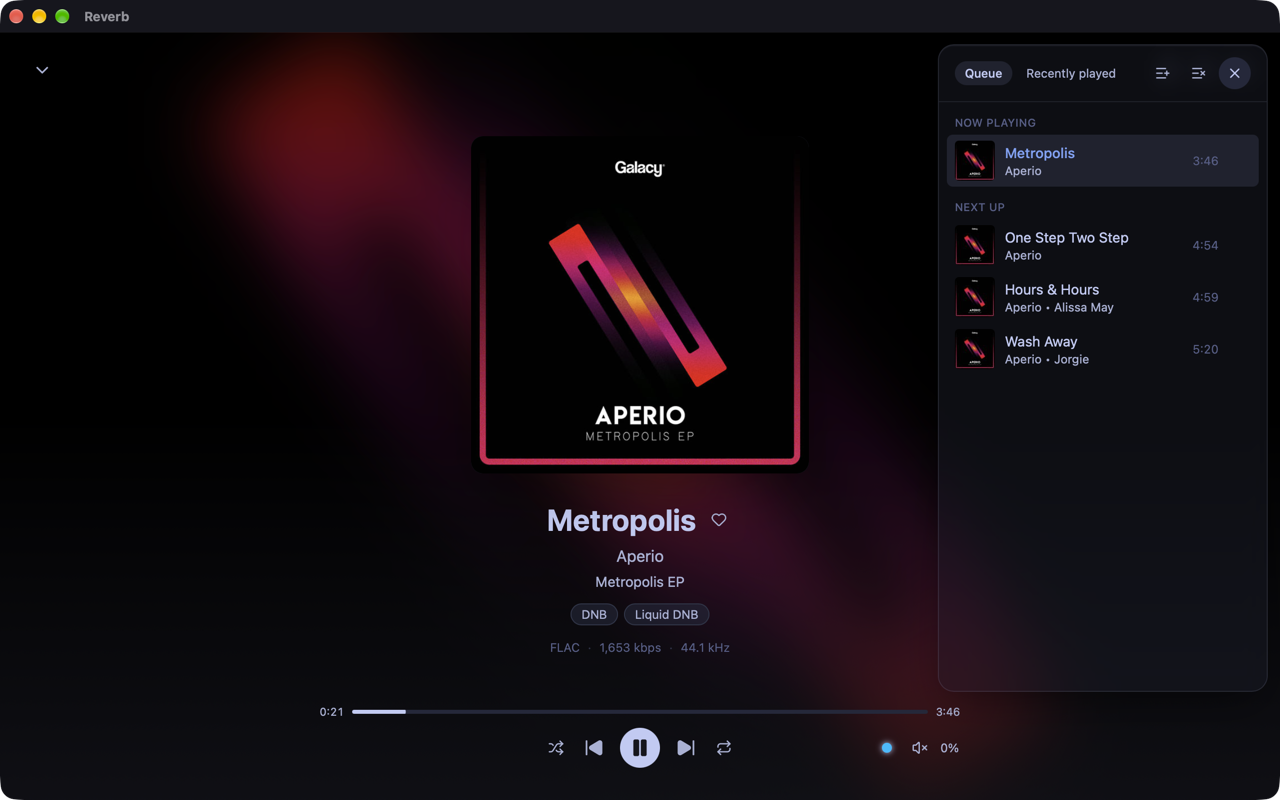 Reverb
Queue
Recently played
NOW PLAYING
Metropolis
Aperio
3:46
NEXT UP
One Step Two Step
Aperio
4:54
Hours & Hours
Aperio • Alissa May
4:59
Wash Away
Aperio • Jorgie
5:20
Galacy
APERIO
METROPOLIS EP
Metropolis
Aperio
Metropolis EP
DNB
Liquid DNB
FLAC · 1,653 kbps · 44.1 kHz
0:21
3:46
0%